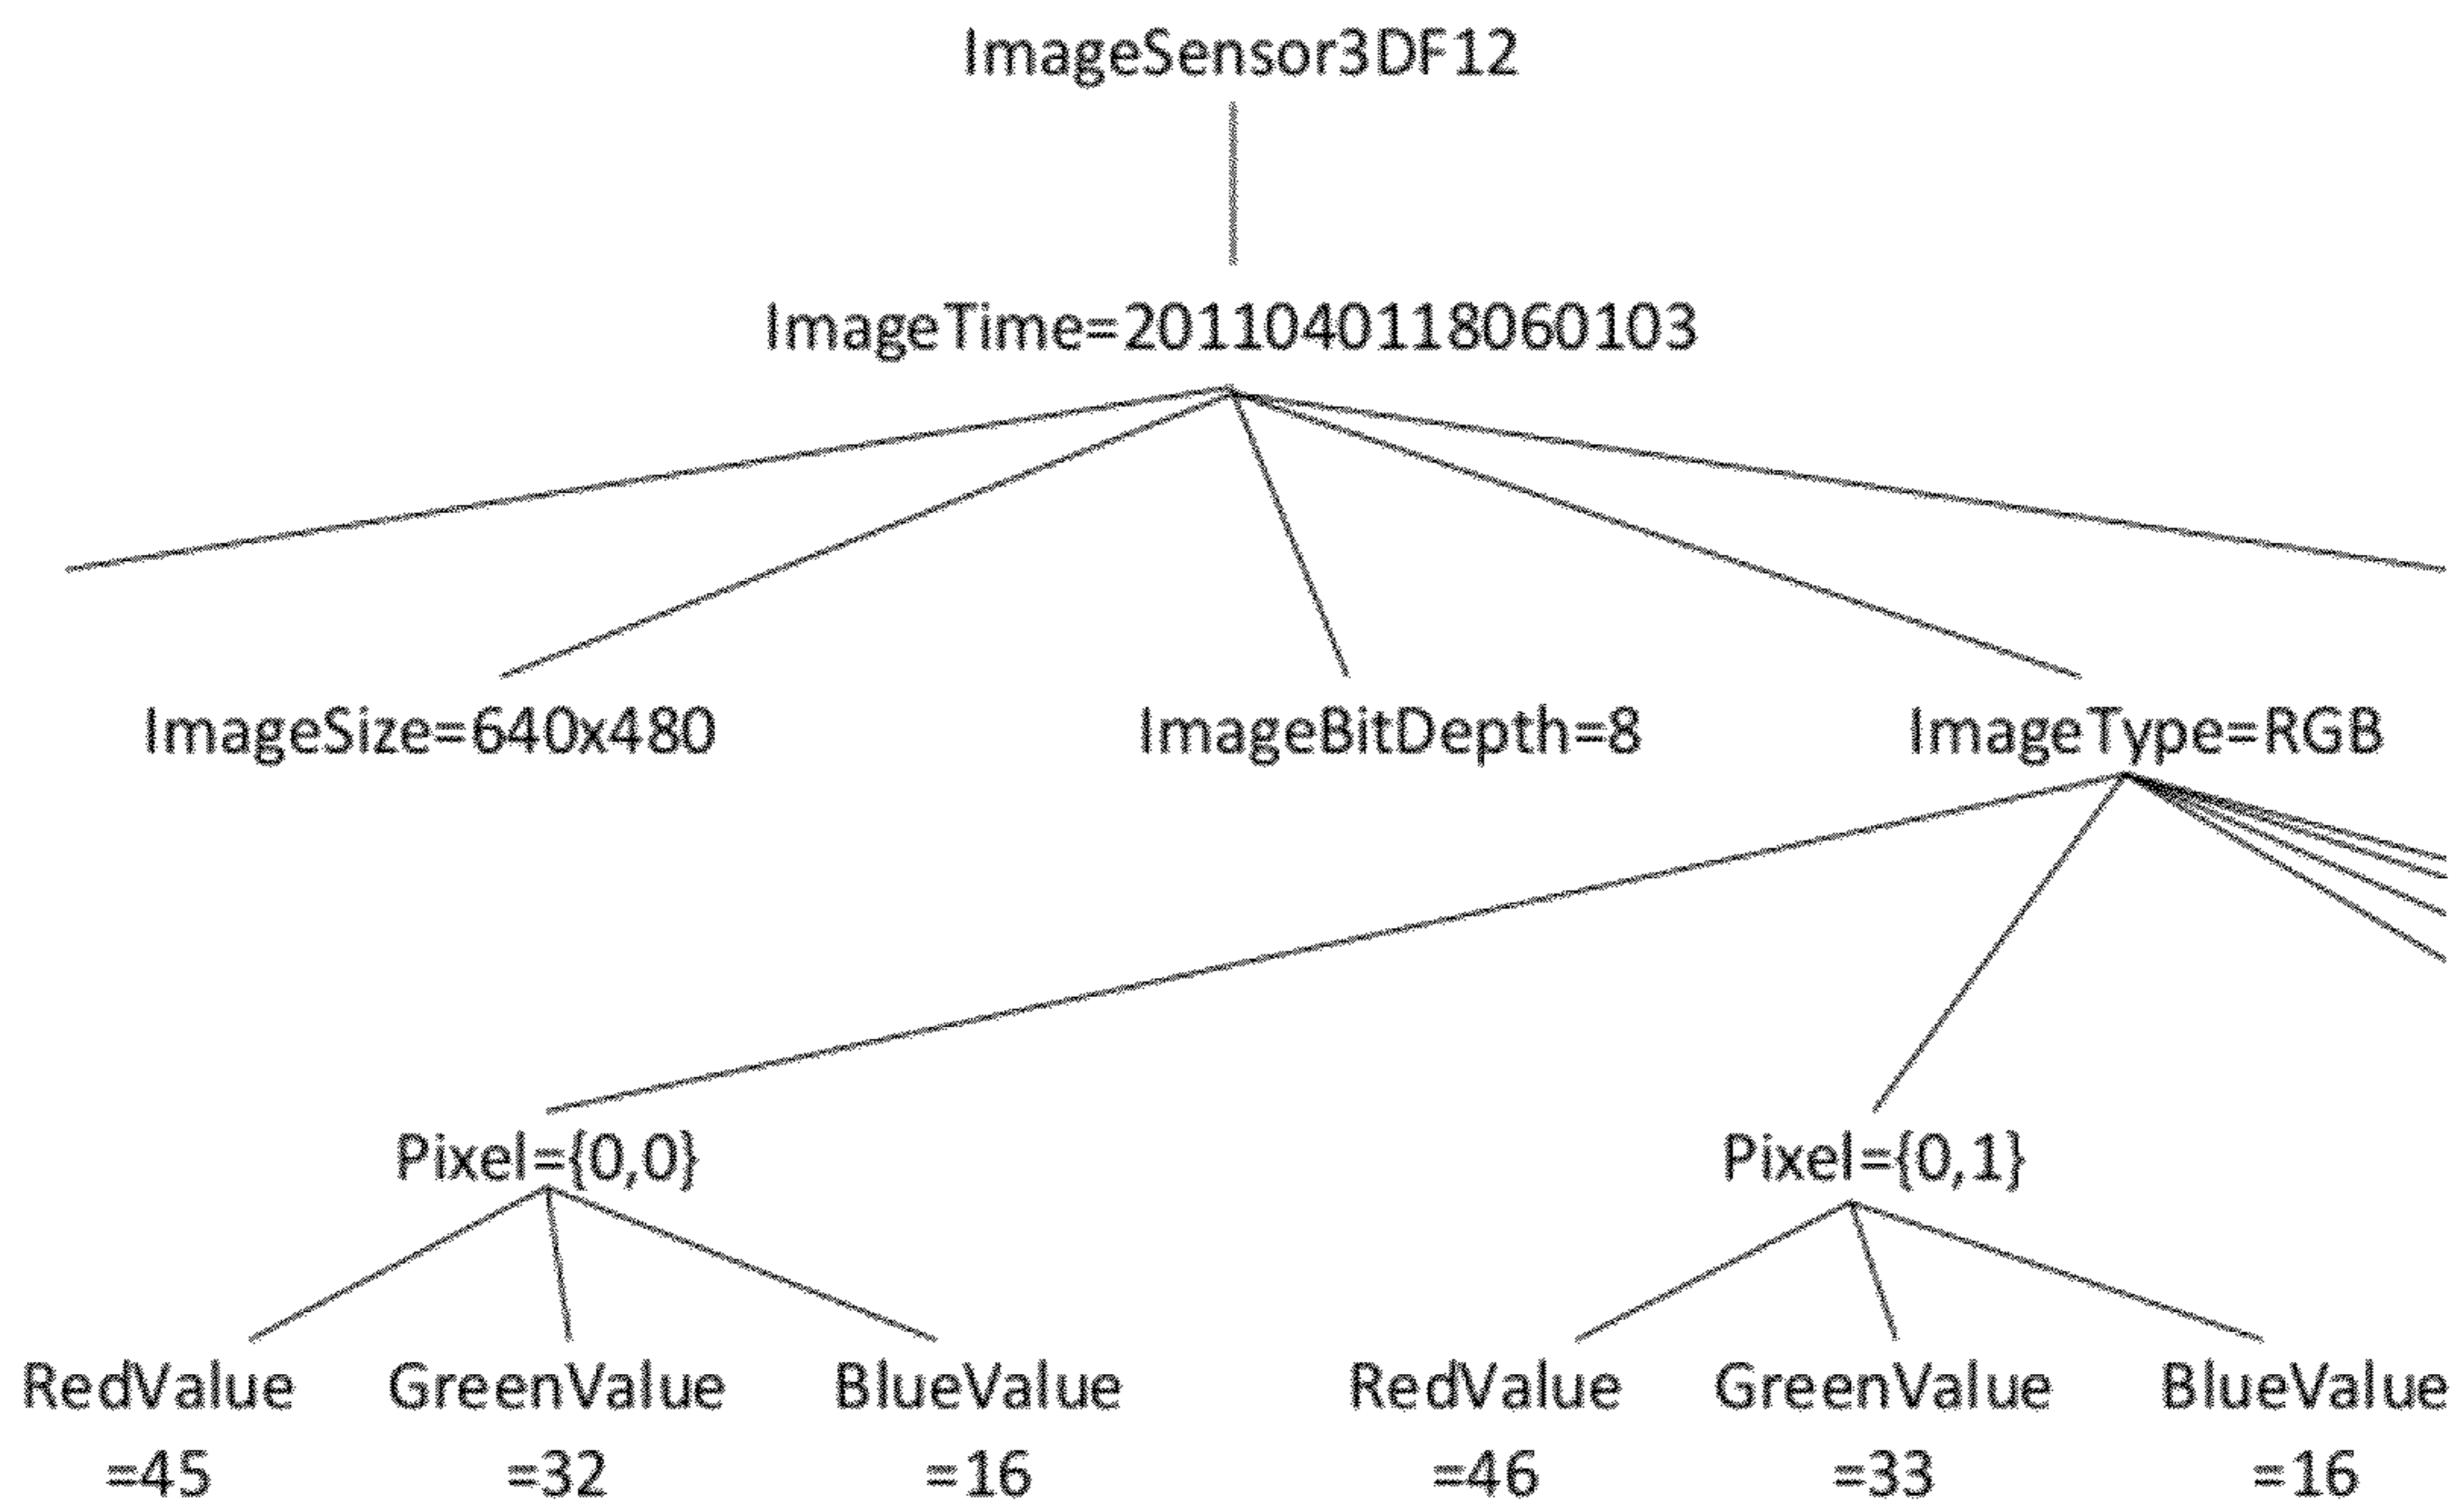 ImageSensor3DF12
ImageTime=2011040118060103
ImageSize=640x480
ImageBitDepth=8
ImageType=RGB
Pixel={0,0}
Pixel={0,1}
RedValue
=45
GreenValue
=32
BlueValue
=16
RedValue
=46
GreenValue
=33
BlueValue
=16